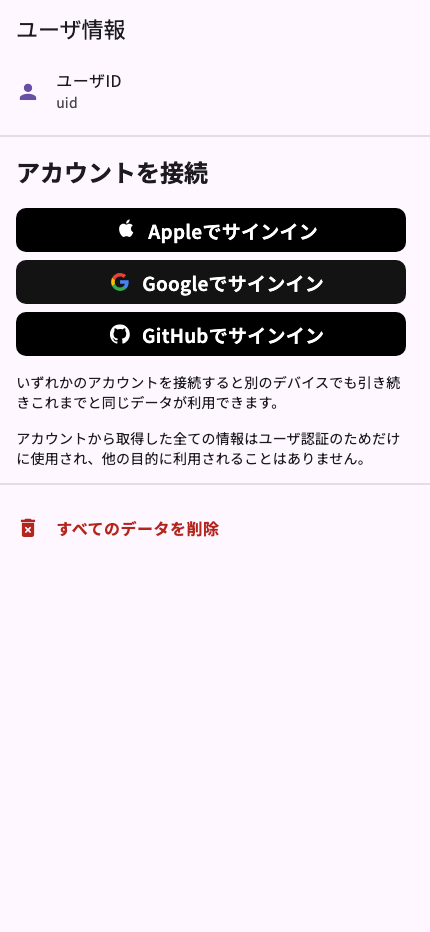 ユーザ情報
ユーザID
uid
アカウントを接続
Appleでサインイン
Googleでサインイン
GitHubでサインイン
いずれかのアカウントを接続すると別のデバイスでも引き続
きこれまでと同じデータが利用できます。
アカウントから取得した全ての情報はユーザ認証のためだけ
に使用され、他の目的に利用されることはありません。
すべてのデータを削除